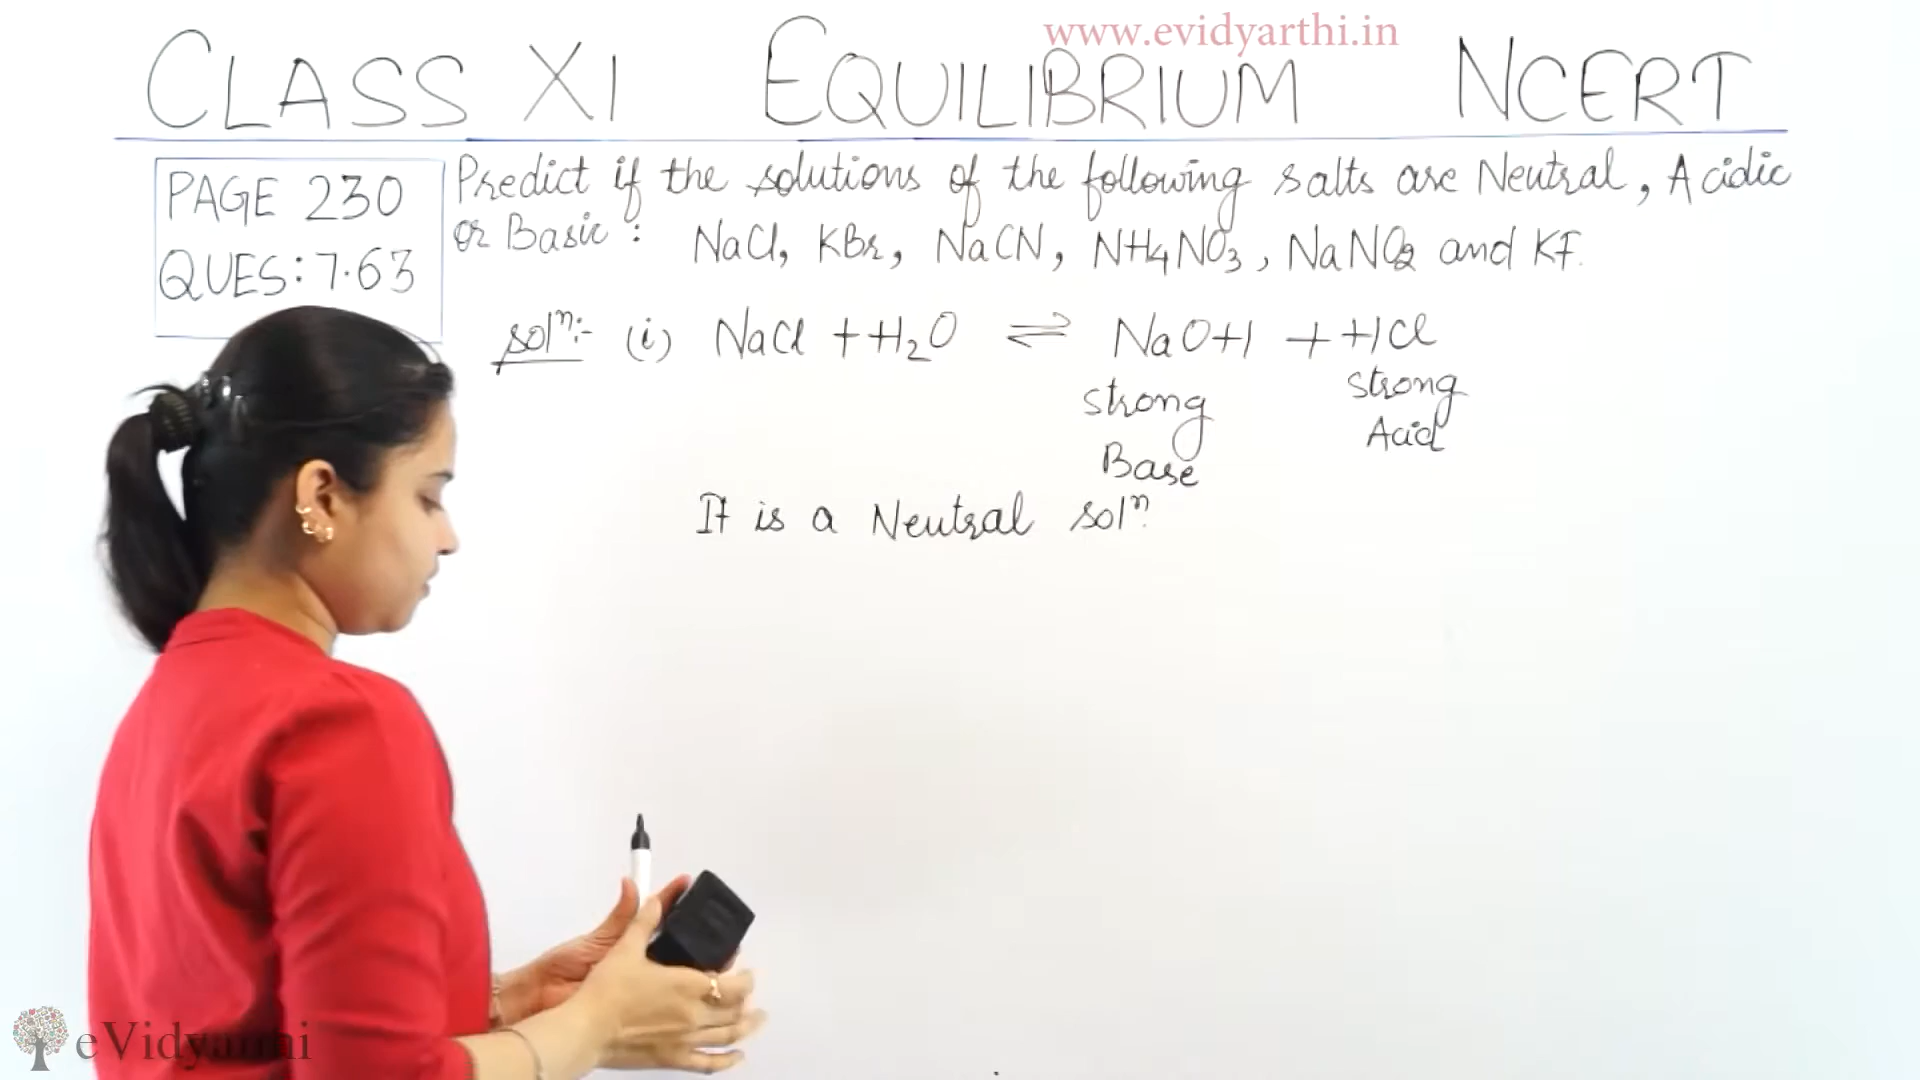 www.evidyarthi.in
CLASS XI EQUILIBRIUM NCERT
PAGE 230
QUES: 7.63
Predict if the solutions of the following salts are Neutral, Acidic
or Basic: NaCl, KBr, NaCN, NH4NO3, NaNO2 and KF.
solⁿ:- (i) NaCl + H2O ⇌ NaOH + HCl
strong Base
strong Acid
It is a Neutral solⁿ.
eVidyarthi